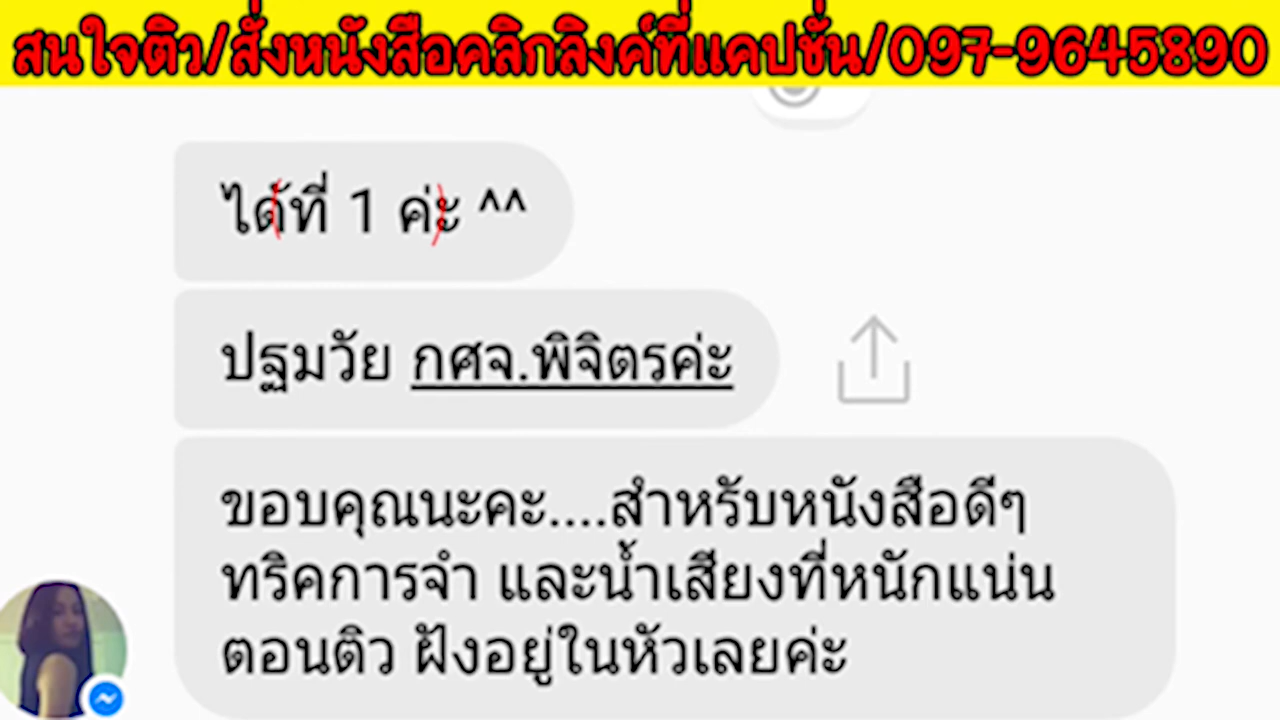 สนใจติว/สั่งหนังสือคลิกลิงค์ที่แคปชั่น/097-9645890
ได้ที่ 1 ค่ะ ^^
ปฐมวัย กศจ.พิจิตรค่ะ
ขอบคุณนะคะ....สำหรับหนังสือดีๆ
ทริคการจำ และน้ำเสียงที่หนักแน่น
ตอนติว ฝังอยู่ในหัวเลยค่ะ